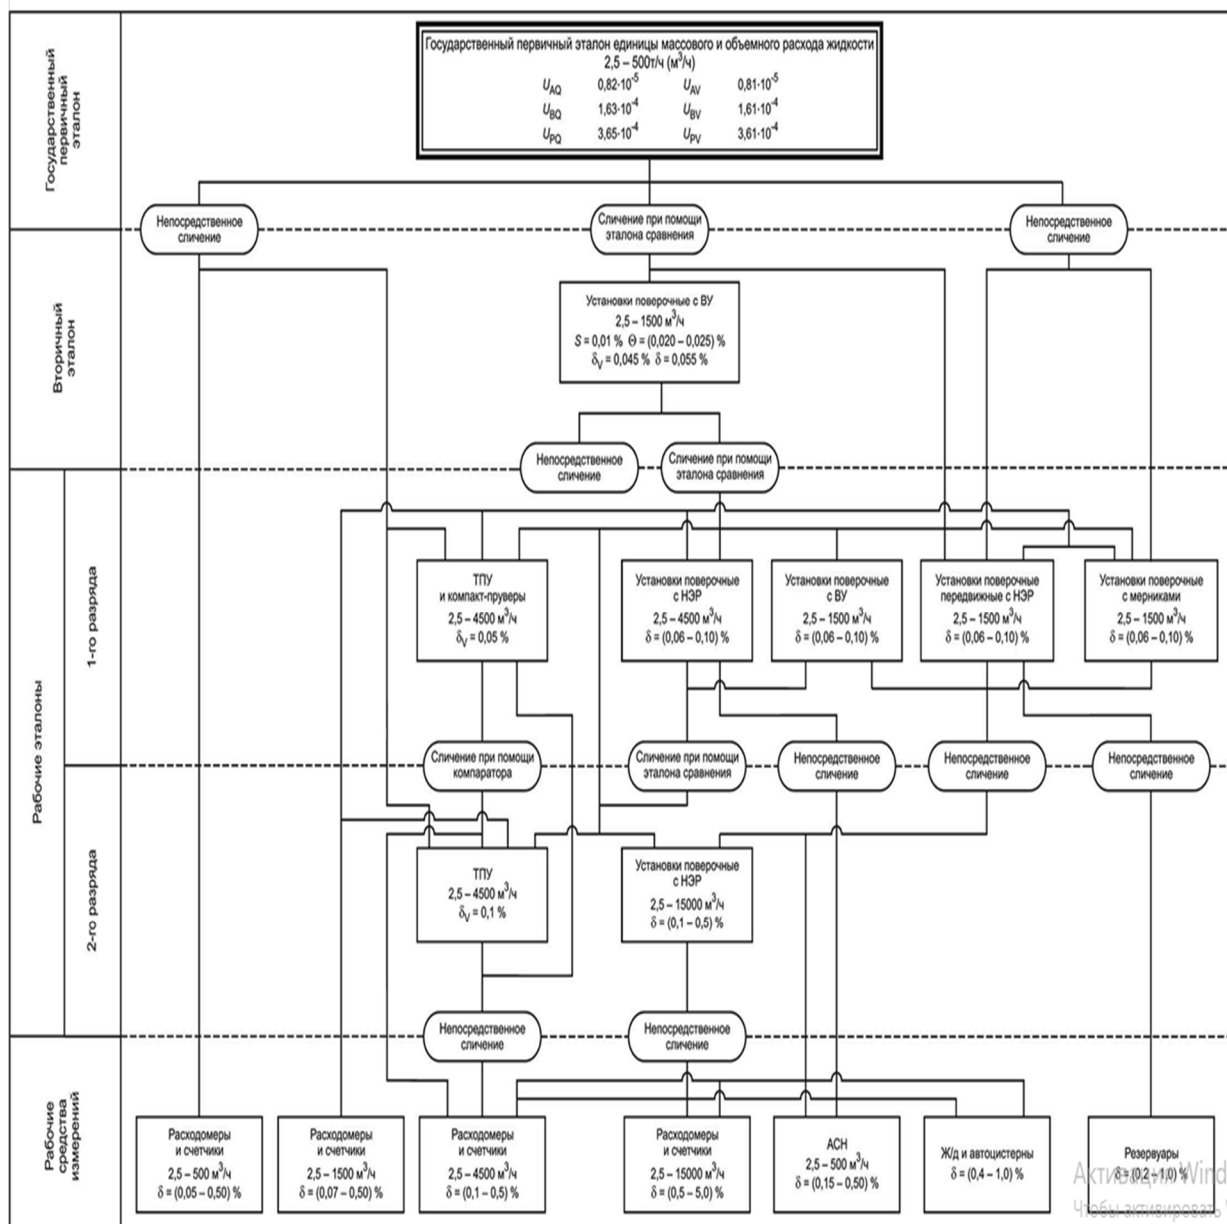 Государственный первичный эталон
Государственный первичный эталон единицы массового и объемного расхода жидкости
2,5 – 500т/ч (м³/ч)
U_AQ 0,82·10⁻⁵ U_AV 0,81·10⁻⁵
U_BQ 1,63·10⁻⁴ U_BV 1,61·10⁻⁴
U_PQ 3,65·10⁻⁴ U_PV 3,61·10⁻⁴
Непосредственное
сличение
Сличение при помощи
эталона сравнения
Непосредственное
сличение
Вторичный
эталон
Установки поверочные с ВУ
2,5 – 1500 м³/ч
S = 0,01 % Θ = (0,020 – 0,025) %
δ_V = 0,045 % δ = 0,055 %
Непосредственное
сличение
Сличение при помощи
эталона сравнения
Рабочие эталоны
1-го разряда
ТПУ
и компакт-пруверы
2,5 – 4500 м³/ч
δ_V = 0,05 %
Установки поверочные
с НЭР
2,5 – 4500 м³/ч
δ = (0,06 – 0,10) %
Установки поверочные
с ВУ
2,5 – 1500 м³/ч
δ = (0,06 – 0,10) %
Установки поверочные
передвижные с НЭР
2,5 – 1500 м³/ч
δ = (0,06 – 0,10) %
Установки поверочные
с мерниками
2,5 – 1500 м³/ч
δ = (0,06 – 0,10) %
Сличение при помощи
компаратора
Сличение при помощи
эталона сравнения
Непосредственное
сличение
Непосредственное
сличение
Непосредственное
сличение
2-го разряда
ТПУ
2,5 – 4500 м³/ч
δ_V = 0,1 %
Установки поверочные
с НЭР
2,5 – 15000 м³/ч
δ = (0,1 – 0,5) %
Непосредственное
сличение
Непосредственное
сличение
Рабочие
средства
измерений
Расходомеры
и счетчики
2,5 – 500 м³/ч
δ = (0,05 – 0,50) %
Расходомеры
и счетчики
2,5 – 1500 м³/ч
δ = (0,07 – 0,50) %
Расходомеры
и счетчики
2,5 – 4500 м³/ч
δ = (0,1 – 0,5) %
Расходомеры
и счетчики
2,5 – 15000 м³/ч
δ = (0,5 – 5,0) %
АСН
2,5 – 500 м³/ч
δ = (0,15 – 0,50) %
Ж/д и автоцистерны
δ = (0,4 – 1,0) %
Резервуары
δ = (0,2 – 1,0) %
Активация Wind
Чтобы активировать